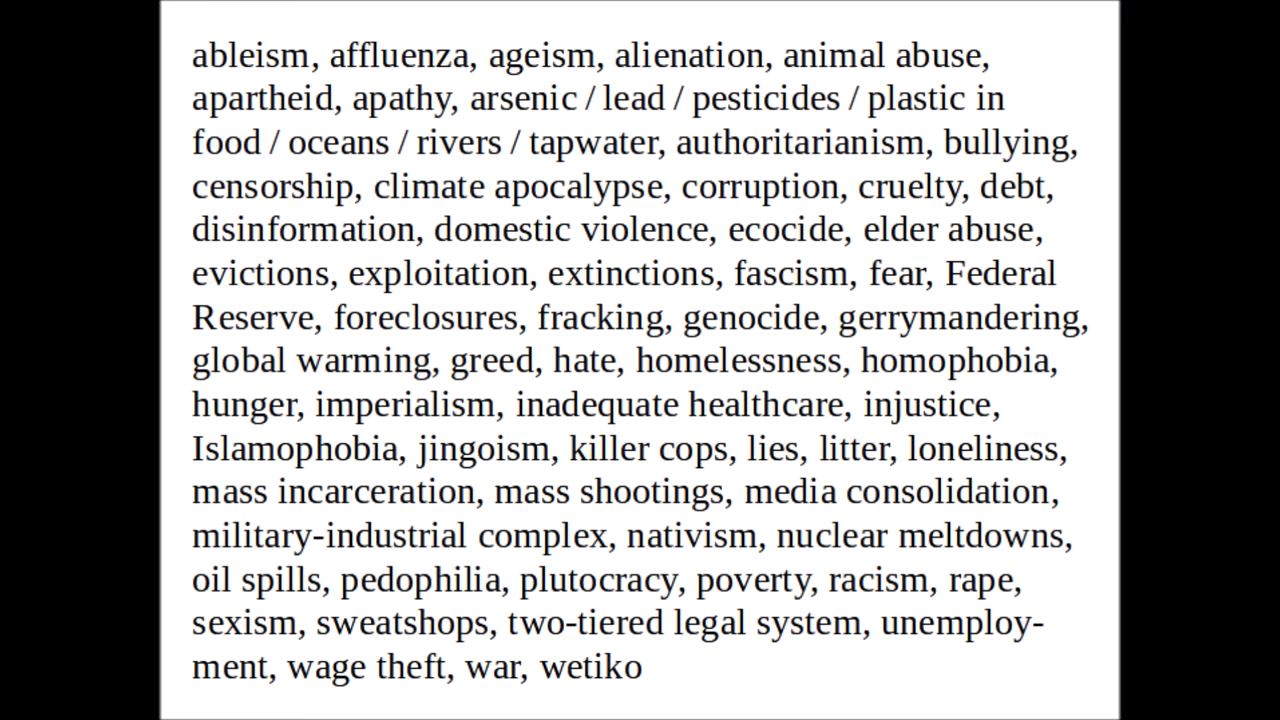 ableism, affluenza, ageism, alienation, animal abuse,
apartheid, apathy, arsenic / lead / pesticides / plastic in
food / oceans / rivers / tapwater, authoritarianism, bullying,
censorship, climate apocalypse, corruption, cruelty, debt,
disinformation, domestic violence, ecocide, elder abuse,
evictions, exploitation, extinctions, fascism, fear, Federal
Reserve, foreclosures, fracking, genocide, gerrymandering,
global warming, greed, hate, homelessness, homophobia,
hunger, imperialism, inadequate healthcare, injustice,
Islamophobia, jingoism, killer cops, lies, litter, loneliness,
mass incarceration, mass shootings, media consolidation,
military-industrial complex, nativism, nuclear meltdowns,
oil spills, pedophilia, plutocracy, poverty, racism, rape,
sexism, sweatshops, two-tiered legal system, unemploy-
ment, wage theft, war, wetiko